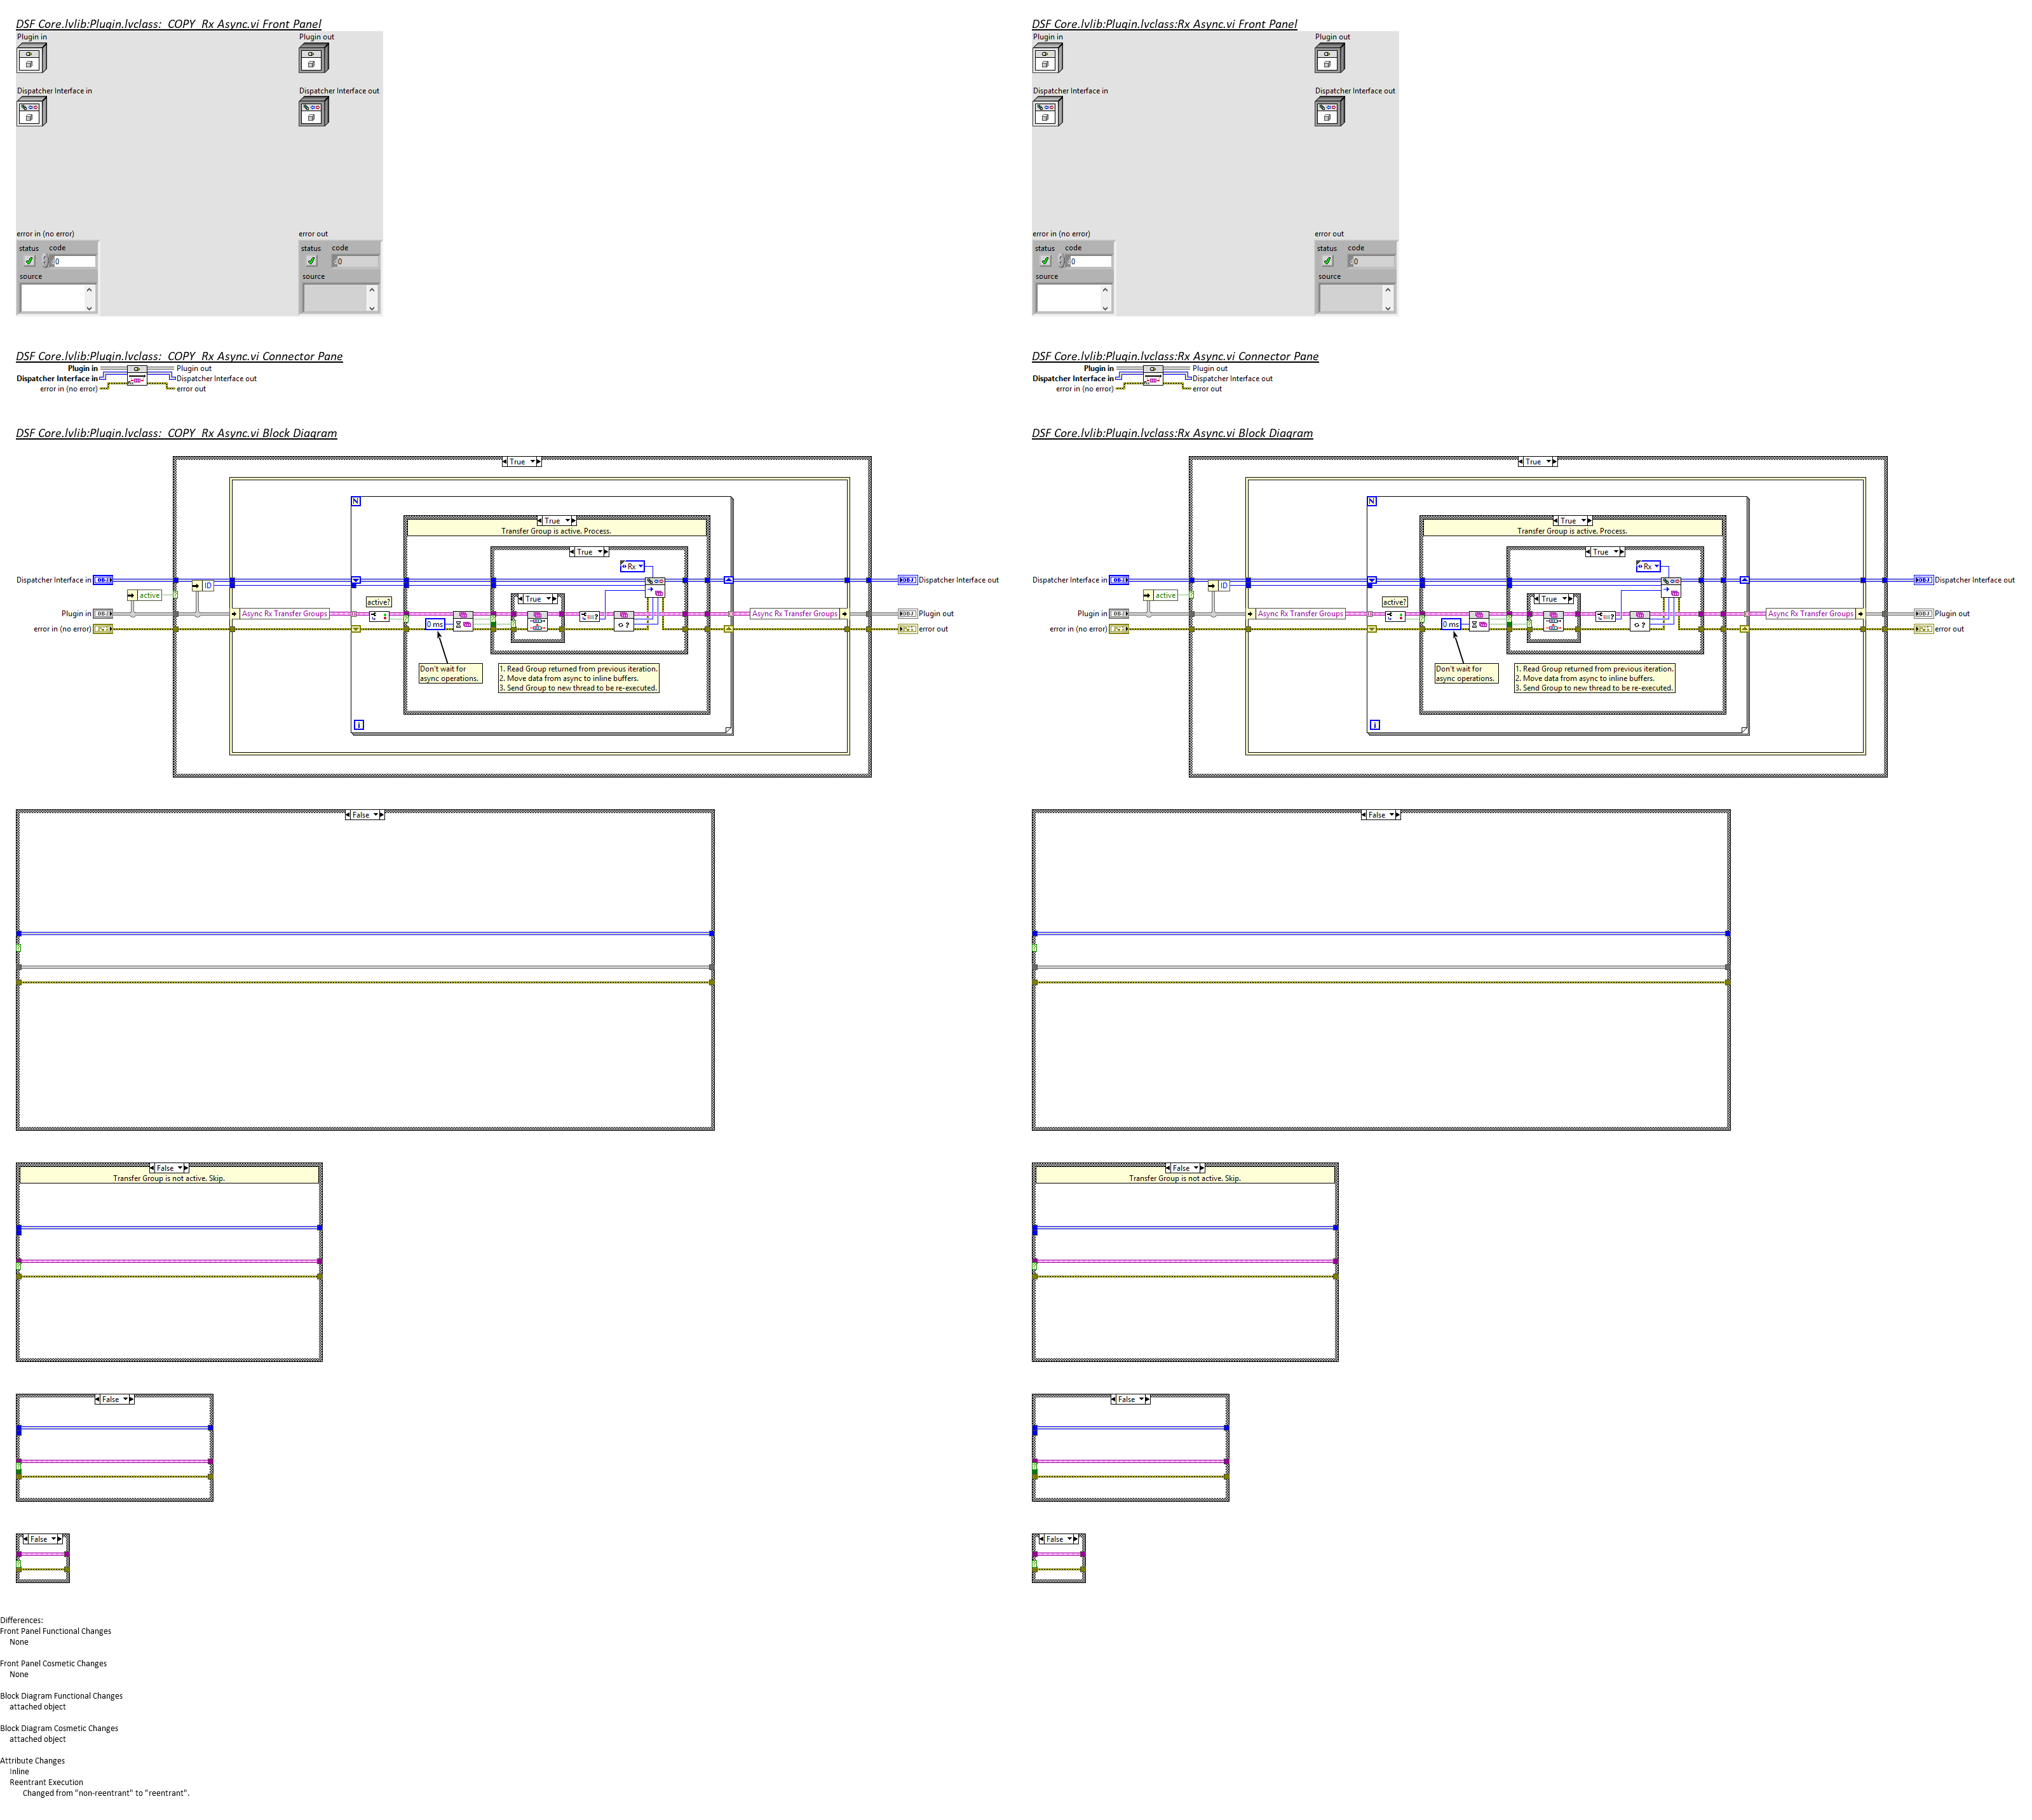 DSF Core.lvlib:Plugin.lvclass:_COPY_Rx Async.vi Front Panel
Plugin in
Plugin out
Dispatcher Interface in
Dispatcher Interface out
error in (no error)
error out
status code
0
source
status code
0
source
DSF Core.lvlib:Plugin.lvclass:_COPY_Rx Async.vi Connector Pane
Plugin in
Plugin out
Dispatcher Interface in
Dispatcher Interface out
error in (no error)
error out
DSF Core.lvlib:Plugin.lvclass:_COPY_Rx Async.vi Block Diagram
True
N
True
Transfer Group is active. Process.
True
Rx
Dispatcher Interface in
OBJ
ID
OBJ
Dispatcher Interface out
active
True
active?
Plugin in
OBJ
Async Rx Transfer Groups
Async Rx Transfer Groups
OBJ
Plugin out
error in (no error)
0 ms
error out
Don't wait for
async operations.
1. Read Group returned from previous iteration.
2. Move data from async to inline buffers.
3. Send Group to new thread to be re-executed.
i
False
False
Transfer Group is not active. Skip.
False
False
DSF Core.lvlib:Plugin.lvclass:Rx Async.vi Front Panel
Plugin in
Plugin out
Dispatcher Interface in
Dispatcher Interface out
error in (no error)
error out
status code
0
source
status code
0
source
DSF Core.lvlib:Plugin.lvclass:Rx Async.vi Connector Pane
Plugin in
Plugin out
Dispatcher Interface in
Dispatcher Interface out
error in (no error)
error out
DSF Core.lvlib:Plugin.lvclass:Rx Async.vi Block Diagram
True
N
True
Transfer Group is active. Process.
True
Rx
Dispatcher Interface in
OBJ
ID
OBJ
Dispatcher Interface out
active
True
active?
Plugin in
OBJ
Async Rx Transfer Groups
Async Rx Transfer Groups
OBJ
Plugin out
error in (no error)
0 ms
error out
Don't wait for
async operations.
1. Read Group returned from previous iteration.
2. Move data from async to inline buffers.
3. Send Group to new thread to be re-executed.
i
False
False
Transfer Group is not active. Skip.
False
False
Differences:
Front Panel Functional Changes
None
Front Panel Cosmetic Changes
None
Block Diagram Functional Changes
attached object
Block Diagram Cosmetic Changes
attached object
Attribute Changes
Inline
Reentrant Execution
Changed from "non-reentrant" to "reentrant".